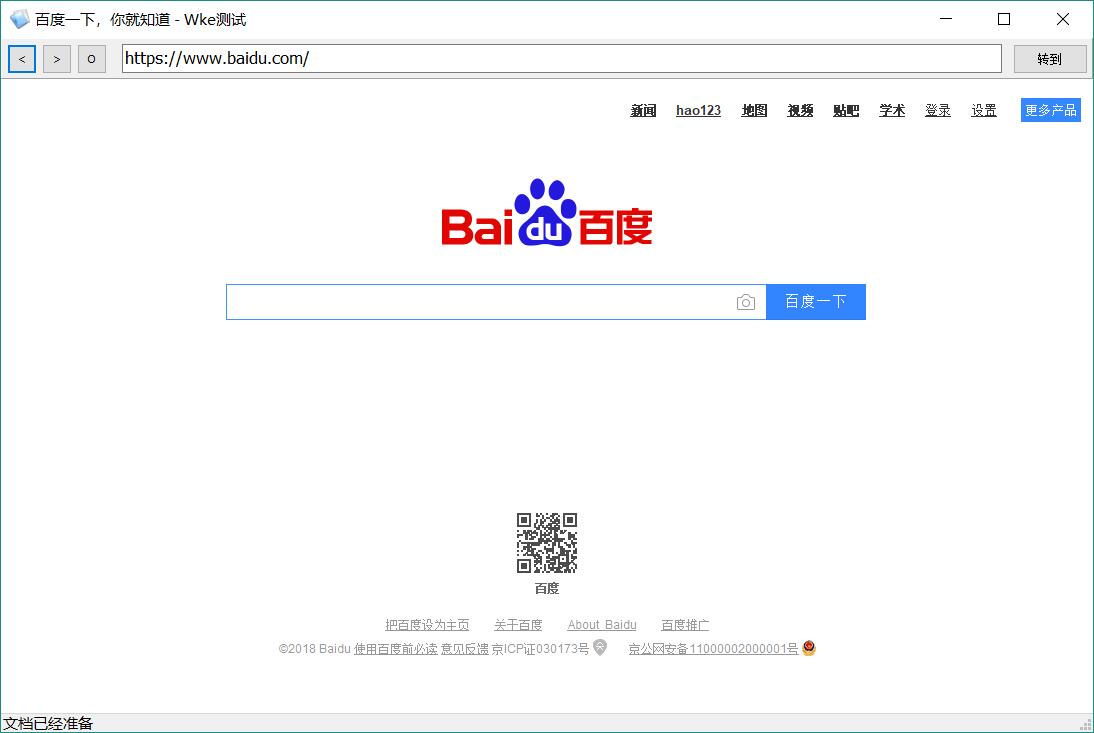 百度一下，你就知道 - Wke测试
< > O https://www.baidu.com/ 转到
新闻 hao123 地图 视频 贴吧 学术 登录 设置 更多产品
Bai du 百度
百度一下
百度
把百度设为主页 关于百度 About Baidu 百度推广
©2018 Baidu 使用百度前必读 意见反馈 京ICP证030173号 京公网安备11000002000001号
文档已经准备